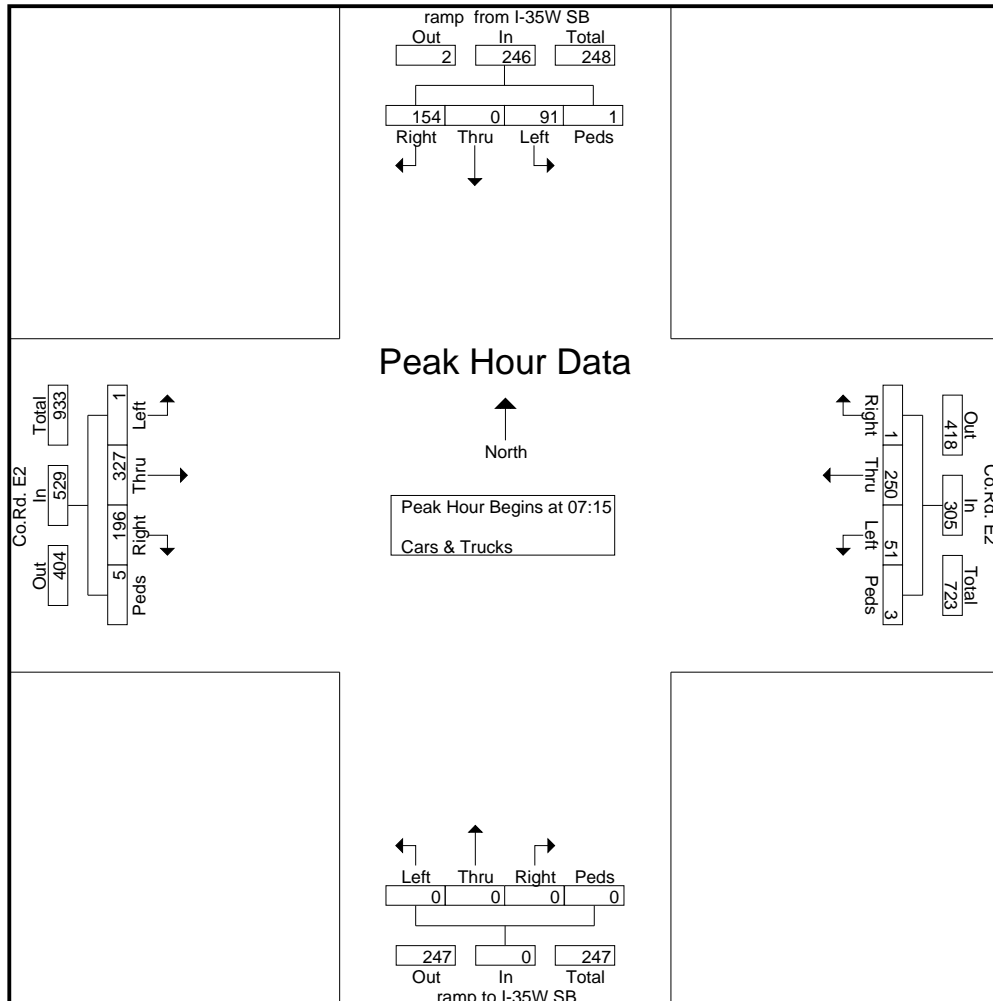 ramp from I-35W SB
Out In Total
2 246 248
154 0 91 1
Right Thru Left Peds
Peak Hour Data
North
Peak Hour Begins at 07:15
Cars & Trucks
Co.Rd. E2
Out In Total
404 529 933
Peds Right Thru Left
5 196 327 1
Co.Rd. E2
Out In Total
418 305 723
Right Thru Left Peds
1 250 51 3
Left Thru Right Peds
0 0 0 0
247 0 247
Out In Total
ramp to I-35W SB